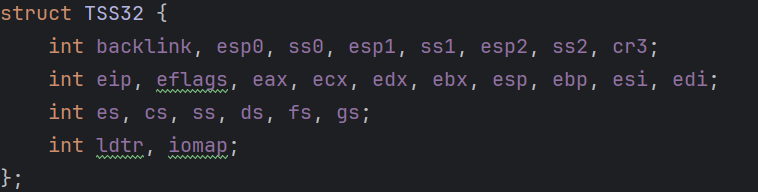 struct TSS32 {
    int backlink, esp0, ss0, esp1, ss1, esp2, ss2, cr3;
    int eip, eflags, eax, ecx, edx, ebx, esp, ebp, esi, edi;
    int es, cs, ss, ds, fs, gs;
    int ldtr, iomap;
};